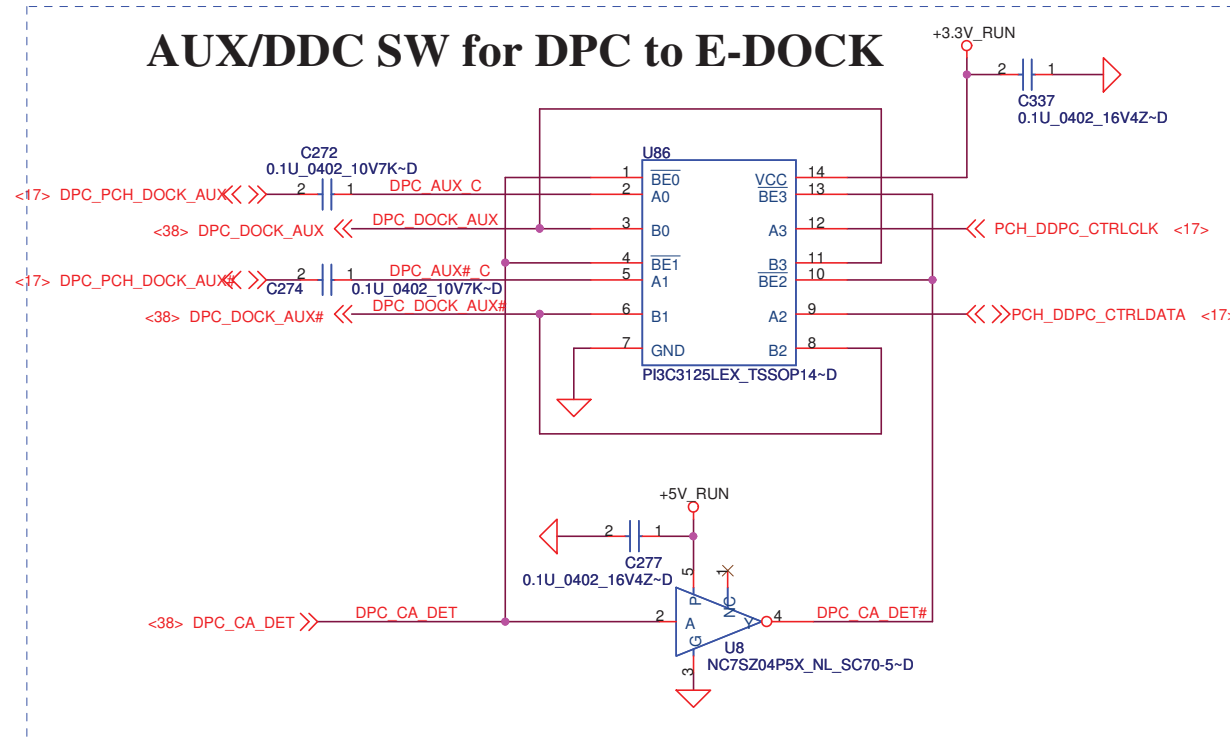 AUX/DDC SW for DPC to E-DOCK
+3.3V_RUN
2 1
C337
0.1U_0402_16V4Z~D
C272
0.1U_0402_10V7K~D
<17> DPC_PCH_DOCK_AUX 2 1 DPC_AUX_C
<38> DPC_DOCK_AUX DPC_DOCK_AUX
<17> DPC_PCH_DOCK_AUX# 2 1 DPC_AUX#_C
C274 0.1U_0402_10V7K~D
<38> DPC_DOCK_AUX# DPC_DOCK_AUX#
U86
1 BE0 VCC 14
2 A0 BE3 13
3 B0 A3 12
4 BE1 B3 11
5 A1 BE2 10
6 B1 A2 9
7 GND B2 8
PI3C3125LEX_TSSOP14~D
PCH_DDPC_CTRLCLK <17>
PCH_DDPC_CTRLDATA <17>
+5V_RUN
2 1
C277
0.1U_0402_16V4Z~D
5 1
P NC
<38> DPC_CA_DET DPC_CA_DET 2 A Y 4 DPC_CA_DET#
G
3
U8
NC7SZ04P5X_NL_SC70-5~D